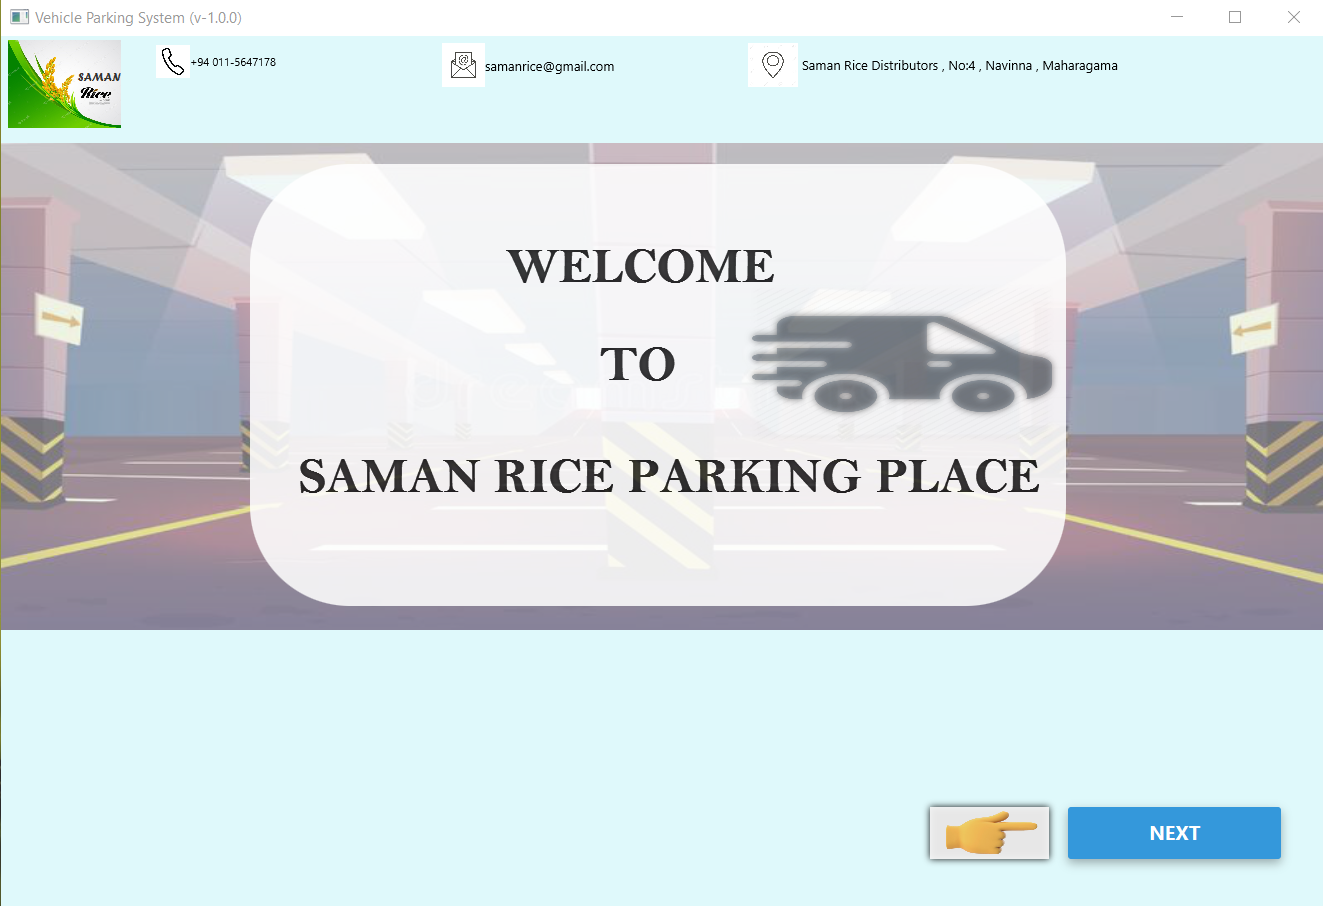 Vehicle Parking System (v-1.0.0)
SAMAN
Rice
+94 011-5647178
samanrice@gmail.com
Saman Rice Distributors , No:4 , Navinna , Maharagama
WELCOME
TO
SAMAN RICE PARKING PLACE
NEXT